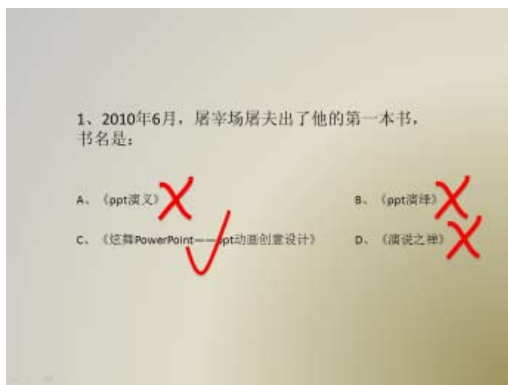 1、2010年6月，屠宰场屠夫出了他的第一本书，
书名是：
A、《ppt演义》
B、《ppt演绎》
C、《炫舞PowerPoint——ppt动画创意设计》
D、《演说之禅》